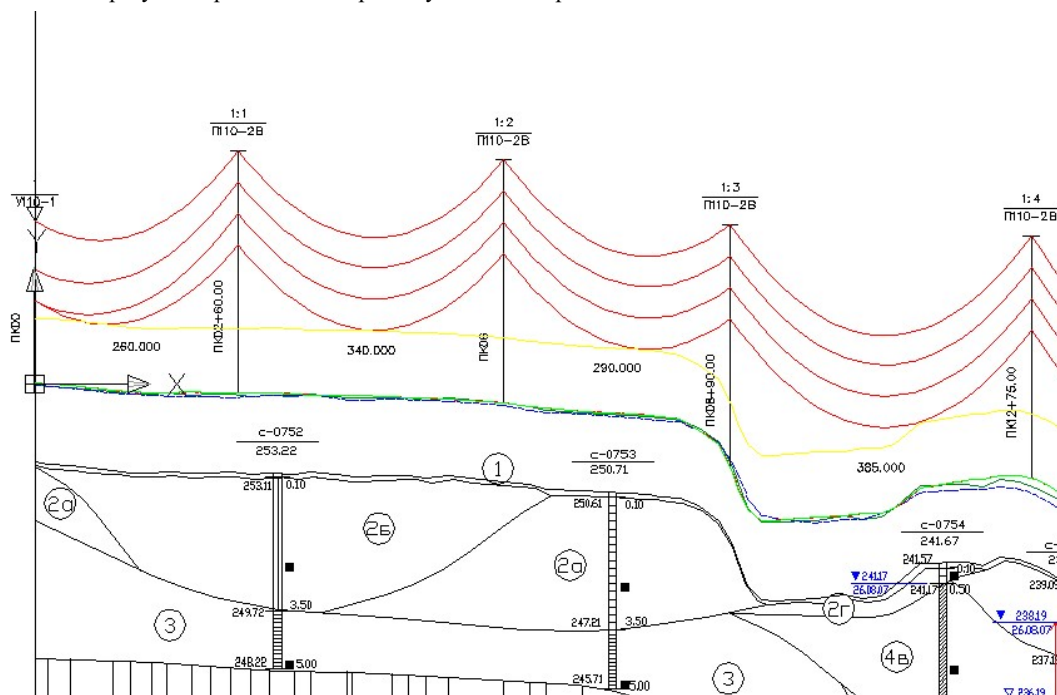 1:1
П110-2В
1:2
П110-2В
1:3
П110-2В
1:4
П110-2В
У110-1
Y
X
ПК00
ПК02+60.00
ПК06
ПК08+90.00
ПК12+75.00
260.000
340.000
290.000
385.000
с-0752
253.22
с-0753
250.71
с-0754
241.67
1
253.11
0.10
250.61
0.10
241.57
0.10
2а
2Б
2а
2г
241.17
26.08.07
241.17
0.50
238.19
26.08.07
249.72
3.50
247.21
3.50
3
3
4в
248.22
5.00
245.71
5.00
236.19